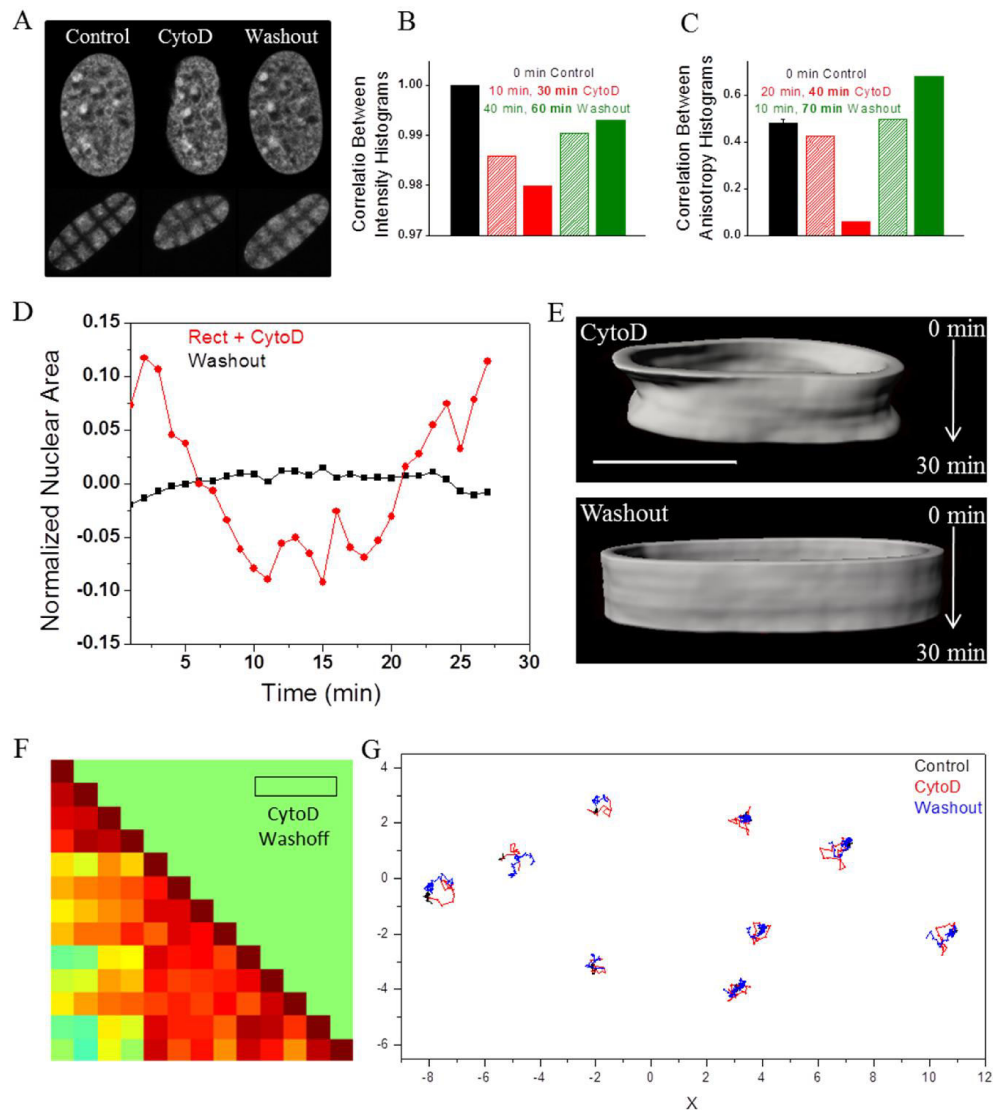 A
Control CytoD Washout
B
Correlatio Between
Intensity Histograms
1.00
0.99
0.98
0.97
0 min Control
10 min, 30 min CytoD
40 min, 60 min Washout
C
Correlation Between
Anisotropy Histograms
0.6
0.4
0.2
0.0
0 min Control
20 min, 40 min CytoD
10 min, 70 min Washout
D
Normalized Nuclear Area
0.15
0.10
0.05
0.00
-0.05
-0.10
-0.15
Rect + CytoD
Washout
5 10 15 20 25 30
Time (min)
E
CytoD
0 min
30 min
Washout
0 min
30 min
F
CytoD
Washoff
G
4
2
0
-2
-4
-6
Control
CytoD
Washout
-8 -6 -4 -2 0 2 4 6 8 10 12
X